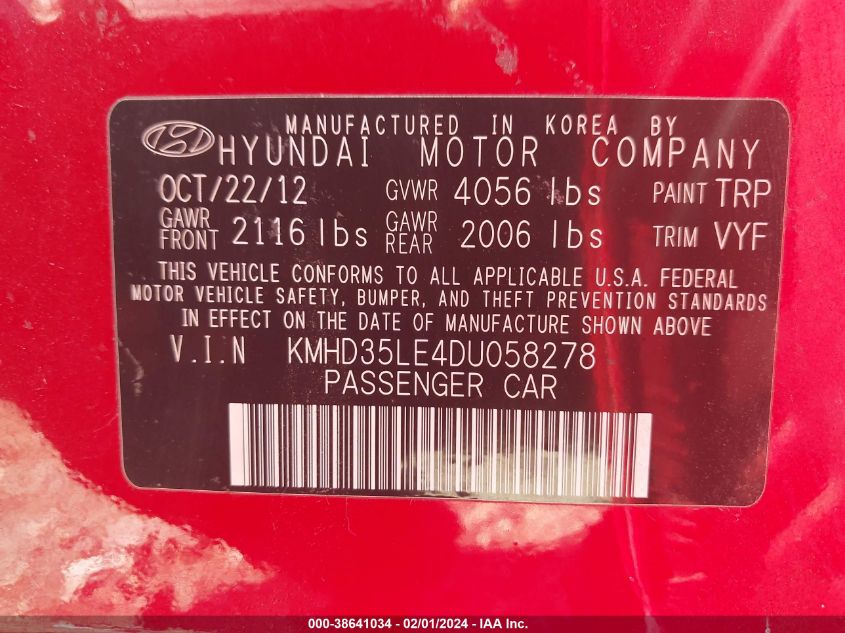 MANUFACTURED IN KOREA BY
HYUNDAI MOTOR COMPANY
OCT/22/12 GVWR 4056 lbs PAINT TRP
GAWR FRONT 2116 lbs GAWR REAR 2006 lbs TRIM VYF
THIS VEHICLE CONFORMS TO ALL APPLICABLE U.S.A. FEDERAL
MOTOR VEHICLE SAFETY, BUMPER, AND THEFT PREVENTION STANDARDS
IN EFFECT ON THE DATE OF MANUFACTURE SHOWN ABOVE
V.I.N KMHD35LE4DU058278
PASSENGER CAR
000-38641034 - 02/01/2024 - IAA Inc.